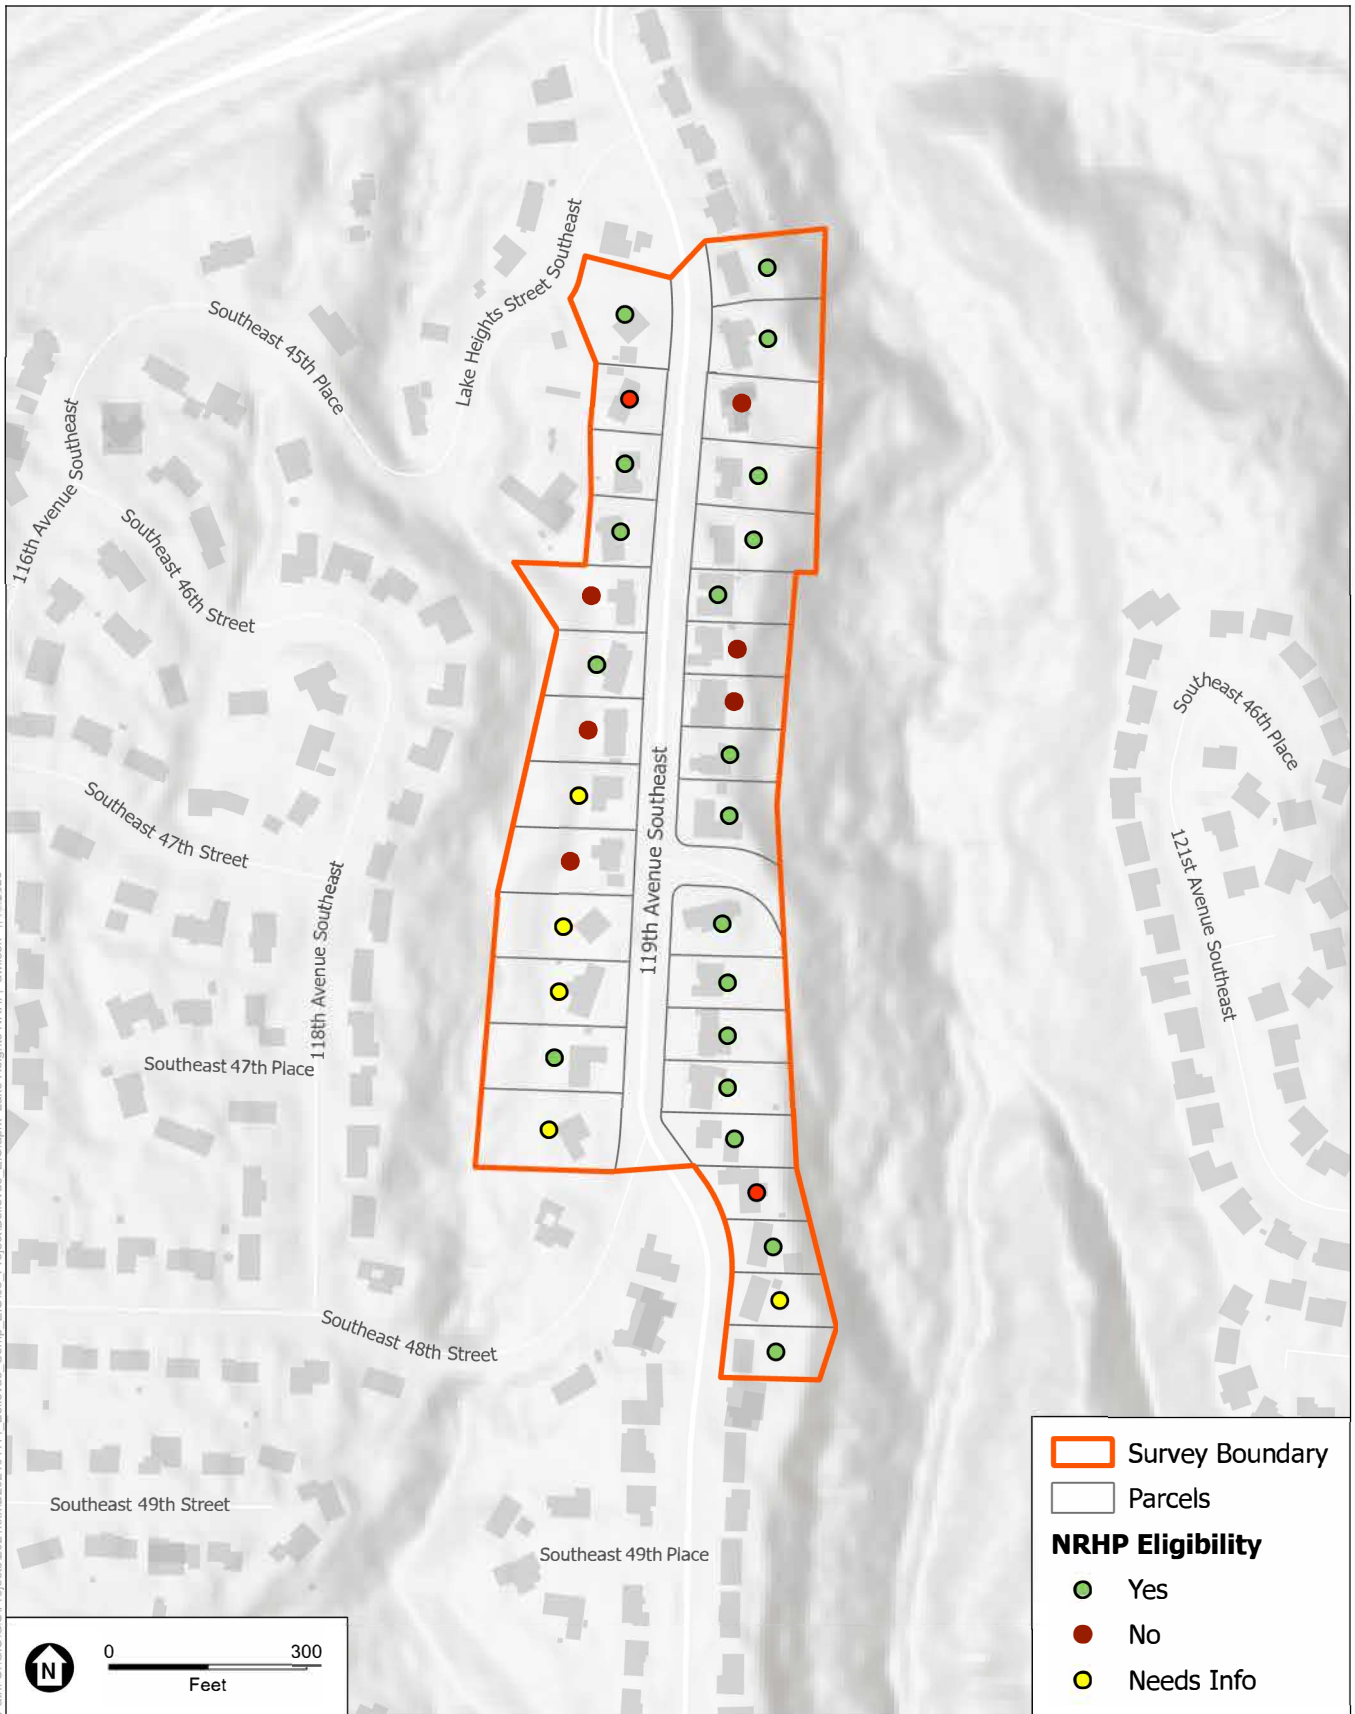 Lake Heights Street Southeast
Southeast 45th Place
116th Avenue Southeast
Southeast 46th Street
Southeast 46th Place
Southeast 47th Street
119th Avenue Southeast
121st Avenue Southeast
118th Avenue Southeast
Southeast 47th Place
Southeast 48th Street
Southeast 49th Street
Southeast 49th Place
Survey Boundary
Parcels
NRHP Eligibility
Yes
No
Needs Info
N
0 300
Feet